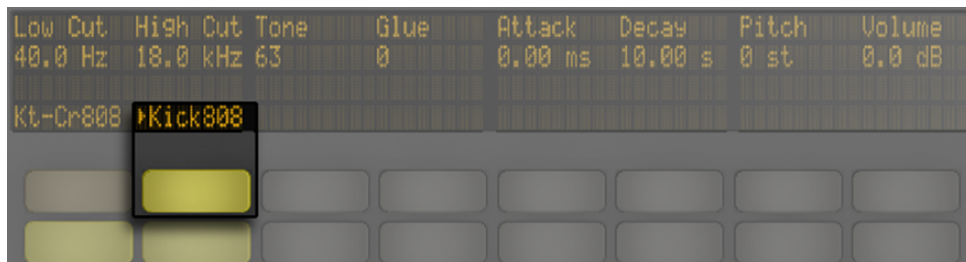 Low Cut High Cut Tone Glue Attack Decay Pitch Volume
40.0 Hz 18.0 kHz 63 0 0.00 ms 10.00 s 0 st 0.0 dB
Kt-Cr808 Kick808